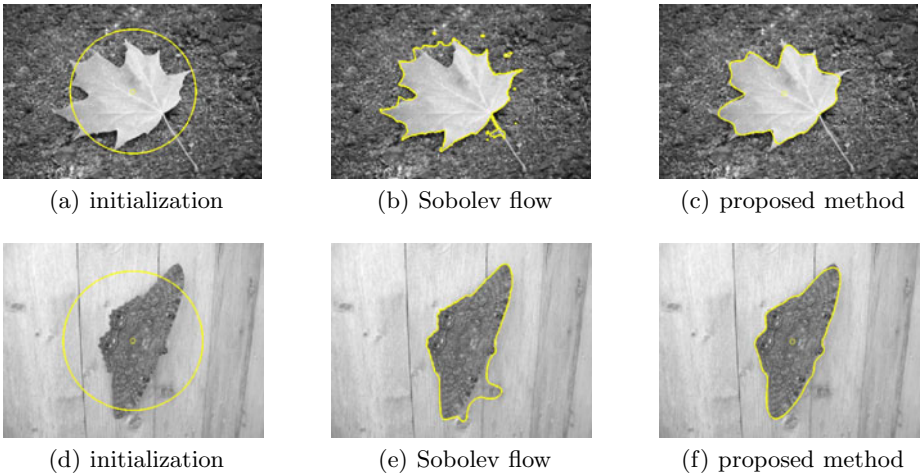 (a) initialization
(b) Sobolev flow
(c) proposed method
(d) initialization
(e) Sobolev flow
(f) proposed method